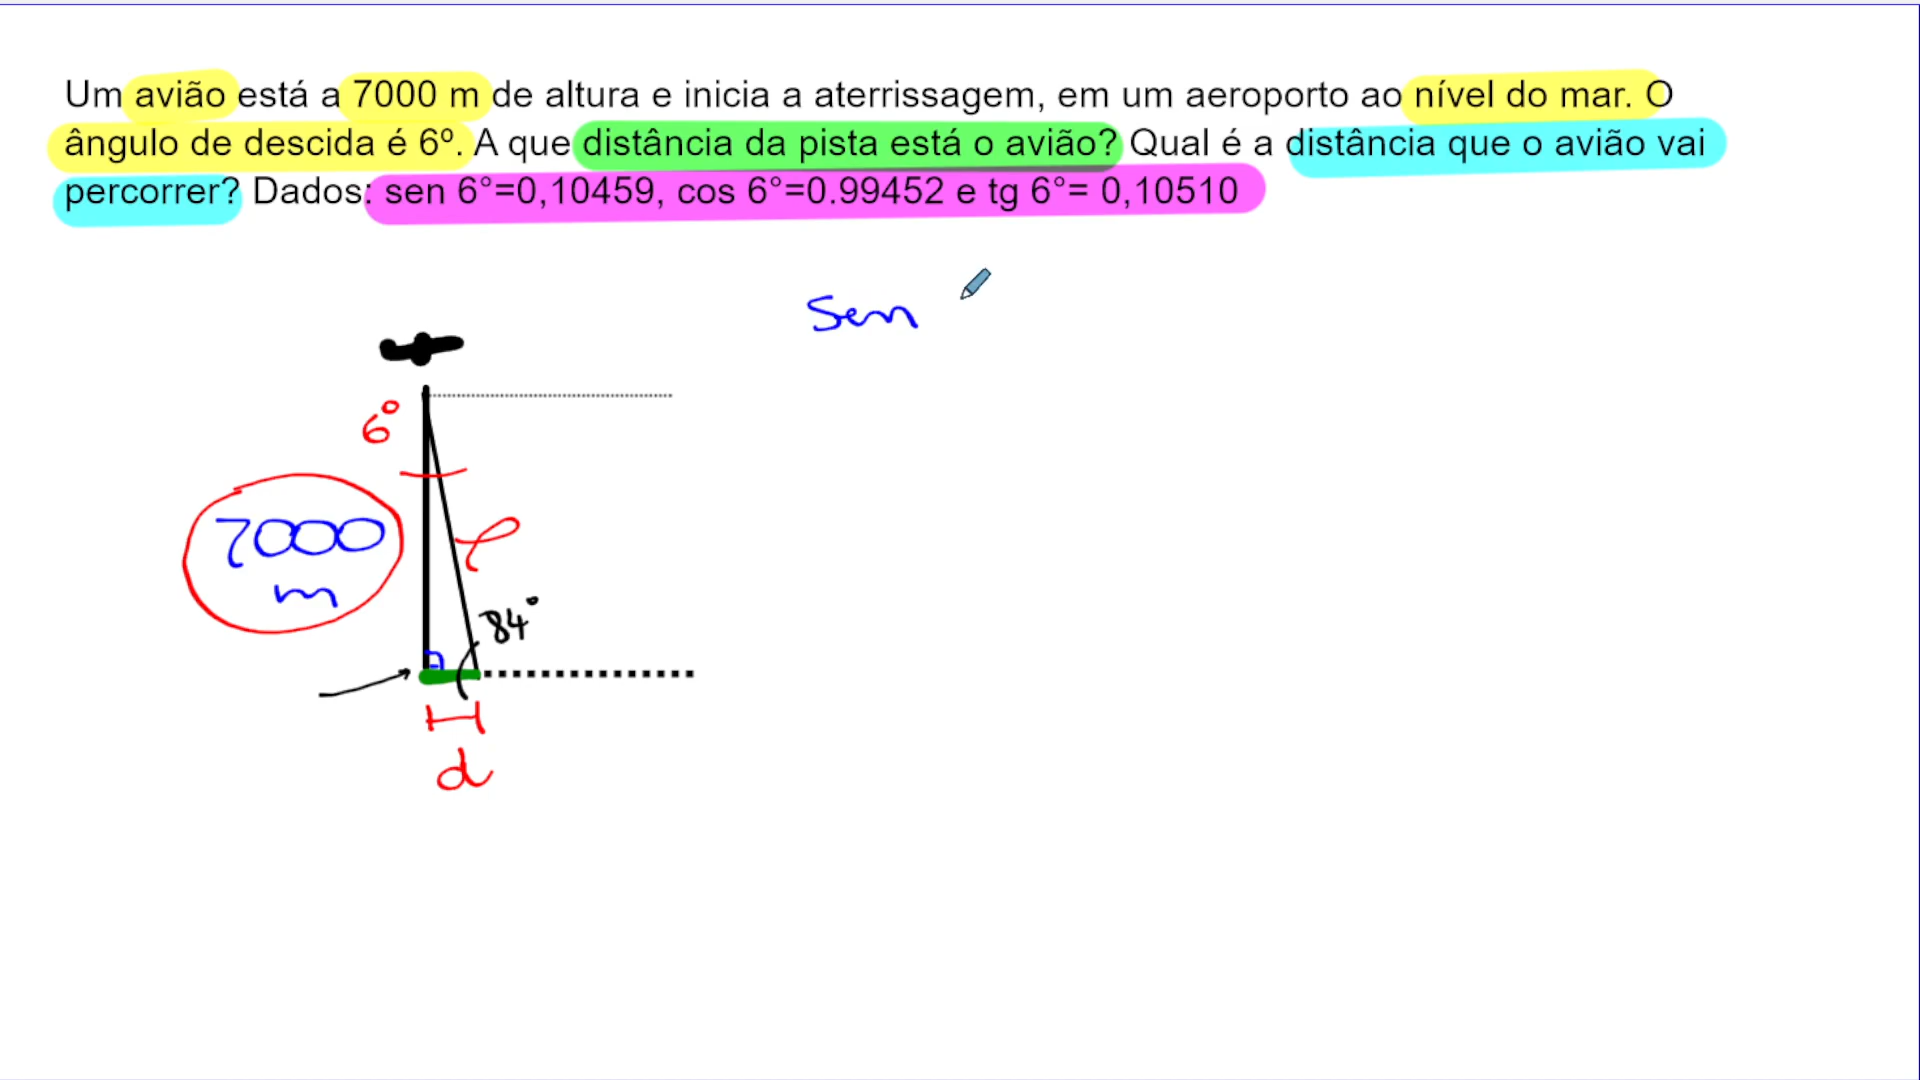 Um avião está a 7000 m de altura e inicia a aterrissagem, em um aeroporto ao nível do mar. O
ângulo de descida é 6º. A que distância da pista está o avião? Qual é a distância que o avião vai
percorrer? Dados: sen 6°=0,10459, cos 6°=0.99452 e tg 6°= 0,10510
Sen
6°
7000
m
l
84°
d